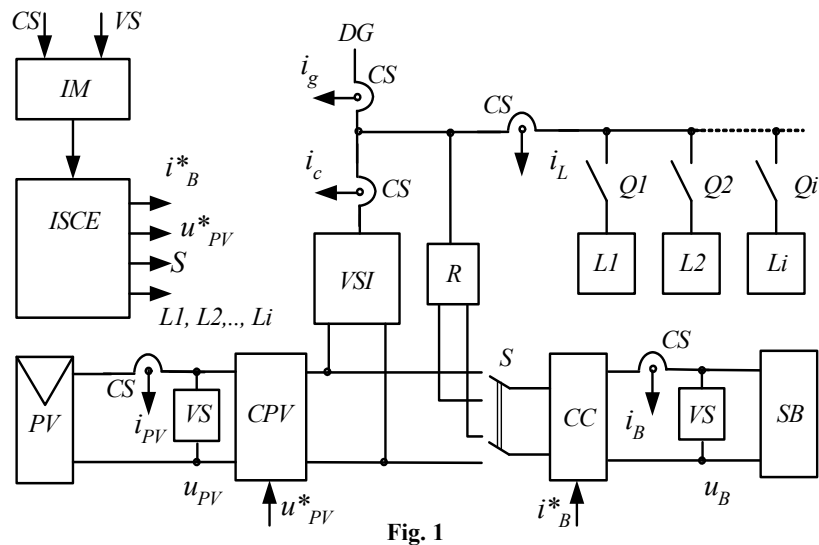 CS VS
IM
ISCE
i*B
u*PV
S
L1, L2,.., Li
DG
CS
ig
ic
CS
VSI
R
CS
iL
Q1 Q2 Qi
L1 L2 Li
PV
CS
iPV
VS
uPV
CPV
u*PV
S
CC
i*B
CS
iB
VS
uB
SB
Fig. 1